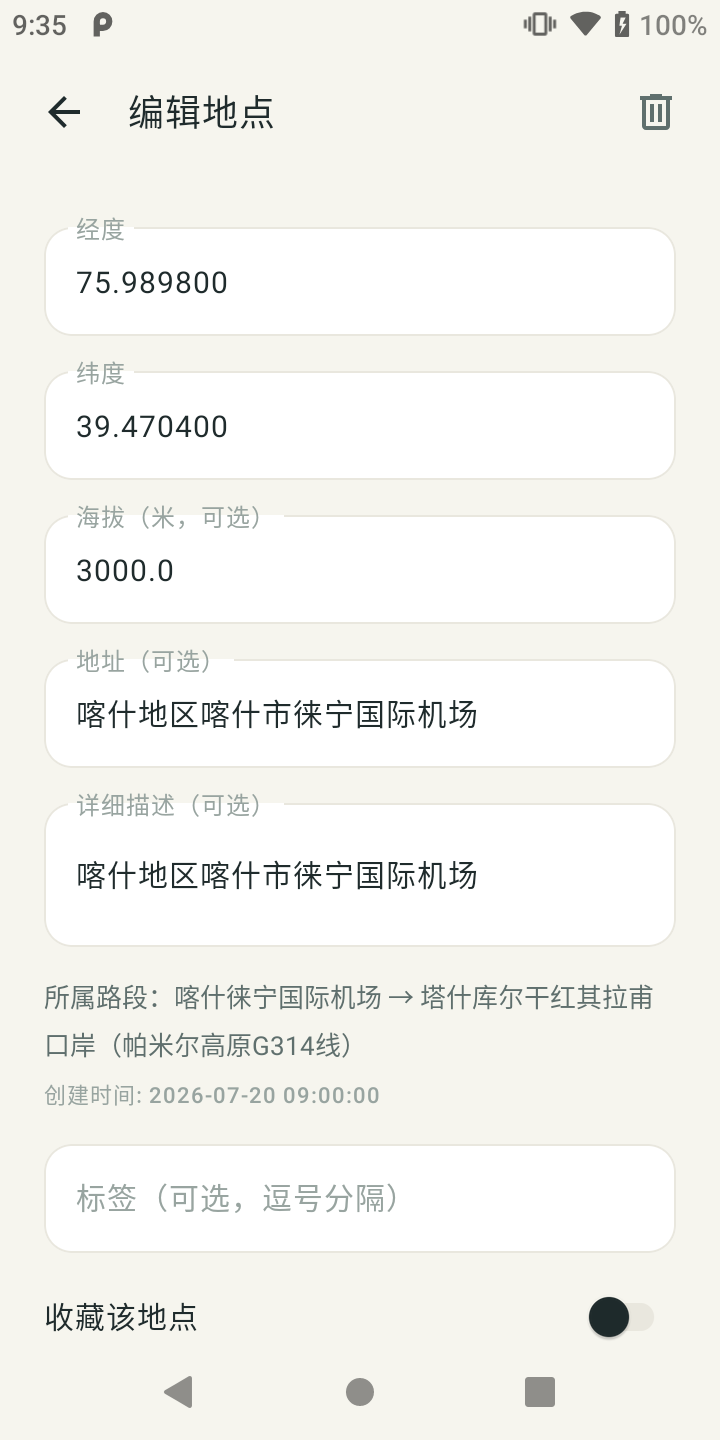 9:35
100%
编辑地点
经度
75.989800
纬度
39.470400
海拔（米，可选）
3000.0
地址（可选）
喀什地区喀什市徕宁国际机场
详细描述（可选）
喀什地区喀什市徕宁国际机场
所属路段：喀什徕宁国际机场 → 塔什库尔干红其拉甫
口岸（帕米尔高原G314线）
创建时间: 2026-07-20 09:00:00
标签（可选，逗号分隔）
收藏该地点